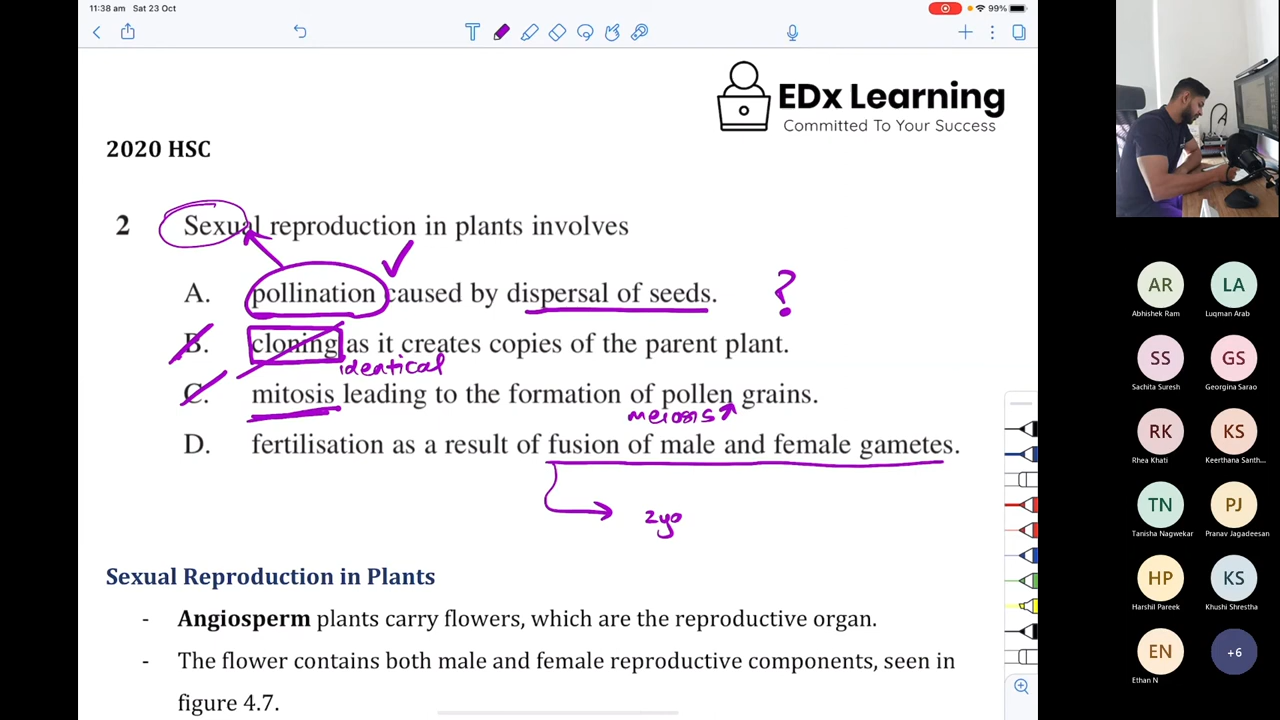 11:38 am Sat 23 Oct
99%
EDx Learning
Committed To Your Success
2020 HSC
2 Sexual reproduction in plants involves
A. pollination caused by dispersal of seeds. ?
B. cloning as it creates copies of the parent plant.
identical
C. mitosis leading to the formation of pollen grains.
meiosis
D. fertilisation as a result of fusion of male and female gametes.
zygo
Sexual Reproduction in Plants
- Angiosperm plants carry flowers, which are the reproductive organ.
- The flower contains both male and female reproductive components, seen in
figure 4.7.
AR LA
Abhishek Ram Luqman Arab
SS GS
Sachita Suresh Georgina Sarao
RK KS
Rhea Khati Keerthana Santh...
TN PJ
Tanisha Nagwekar Pranav Jagadeesan
HP KS
Harshil Pareek Khushi Shrestha
EN +6
Ethan N